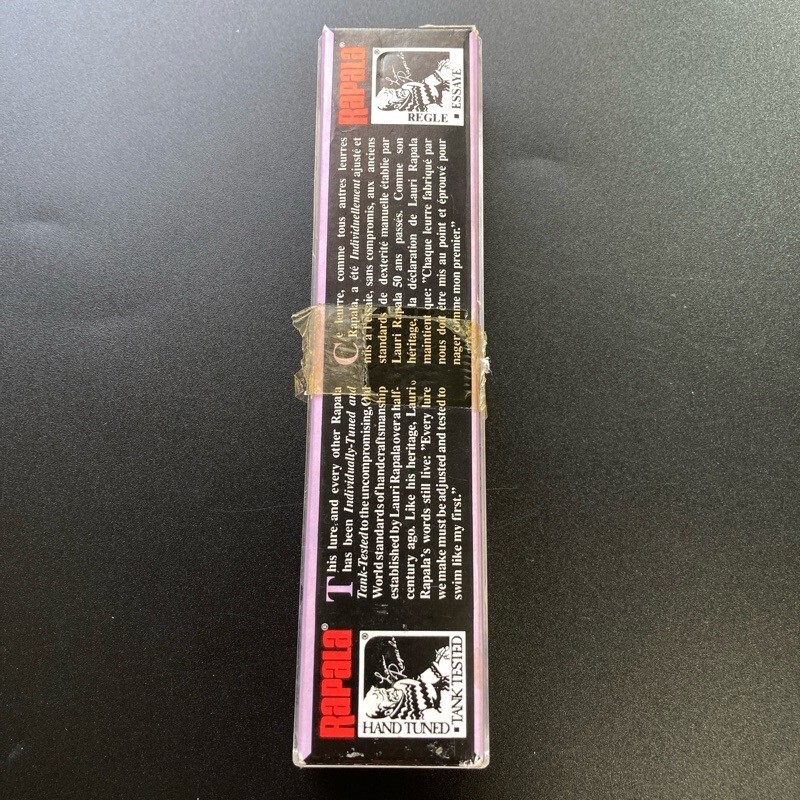 RAPALA®
HAND TUNED
TANK TESTED
This lure, and every other Rapala
has been Individually-Tuned and
Tank-Tested to the uncompromising, Old
World standards of handcraftsmanship
established by Lauri Rapala over a half-
century ago. Like his heritage, Lauri
Rapala's words still live: "Every lure
we make must be adjusted and tested to
swim like my first."
Ce leurre, comme tous autres leurres
Rapala, a été Individuellement ajusté et
mis à l'essaie, sans compromis, aux anciens
standards de dexterité manuelle établie par
Lauri Rapala 50 ans passés. Comme son
héritage, la déclaration de Lauri Rapala
maintient que: "Chaque leurre fabriqué par
nous doit être mis au point et éprouvé pour
nager comme mon premier."
RAPALA®
REGLE
ESSAYE